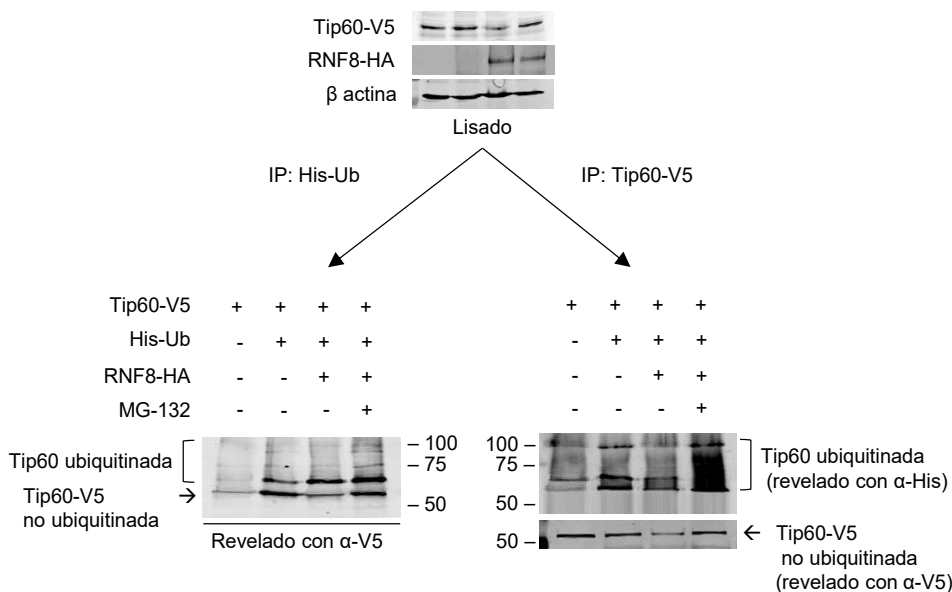 Tip60-V5
RNF8-HA
β actina
Lisado
IP: His-Ub
IP: Tip60-V5
Tip60-V5 + + + +
His-Ub - + + +
RNF8-HA - - + +
MG-132 - - - +
+ + + +
- + + +
- - + +
- - - +
Tip60 ubiquitinada
Tip60-V5
no ubiquitinada
– 100
– 75
– 50
Revelado con α-V5
100 –
75 –
50 –
50 –
Tip60 ubiquitinada
(revelado con α-His)
Tip60-V5
no ubiquitinada
(revelado con α-V5)